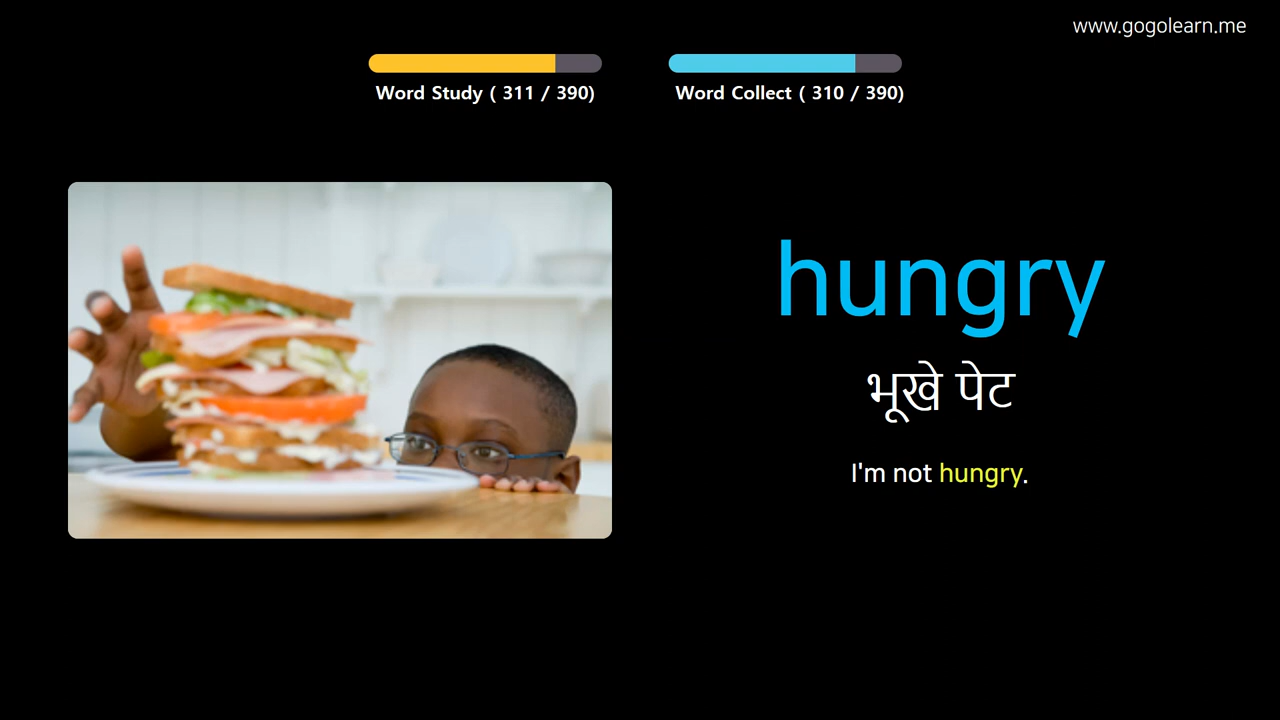 www.gogolearn.me
Word Study ( 311 / 390)
Word Collect ( 310 / 390)
hungry
भूखे पेट
I'm not hungry.